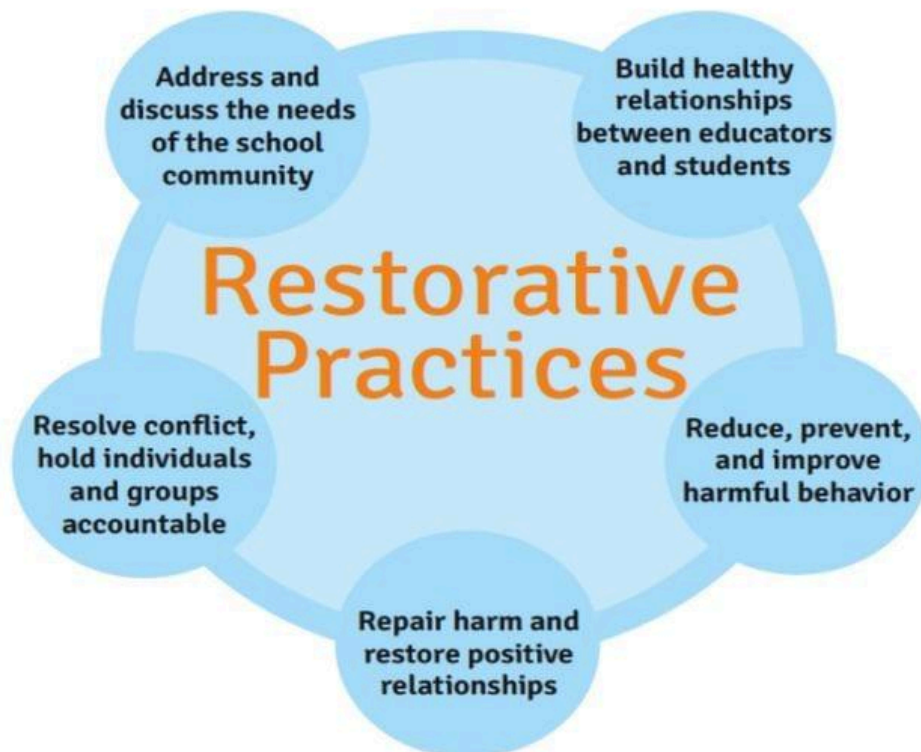 Address and
discuss the needs
of the school
community
Build healthy
relationships
between educators
and students
Restorative
Practices
Resolve conflict,
hold individuals
and groups
accountable
Reduce, prevent,
and improve
harmful behavior
Repair harm and
restore positive
relationships